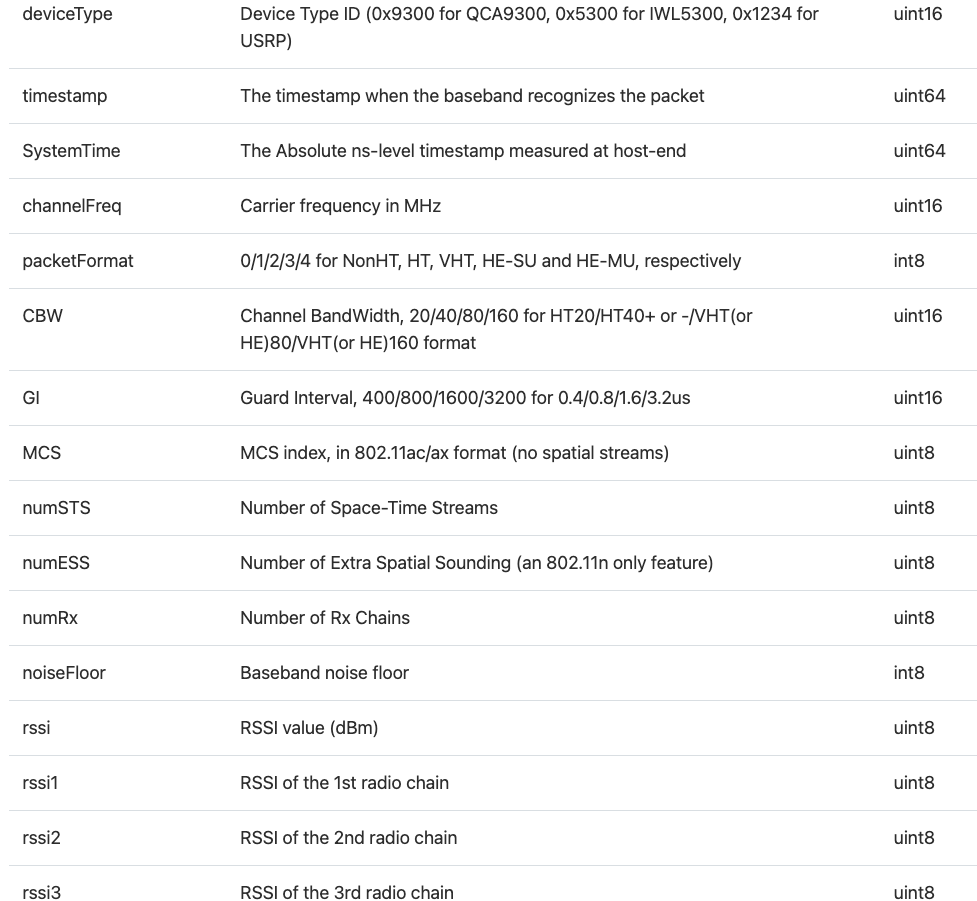 deviceType Device Type ID (0x9300 for QCA9300, 0x5300 for IWL5300, 0x1234 for uint16
USRP)
timestamp The timestamp when the baseband recognizes the packet uint64
SystemTime The Absolute ns-level timestamp measured at host-end uint64
channelFreq Carrier frequency in MHz uint16
packetFormat 0/1/2/3/4 for NonHT, HT, VHT, HE-SU and HE-MU, respectively int8
CBW Channel BandWidth, 20/40/80/160 for HT20/HT40+ or -/VHT(or uint16
HE)80/VHT(or HE)160 format
GI Guard Interval, 400/800/1600/3200 for 0.4/0.8/1.6/3.2us uint16
MCS MCS index, in 802.11ac/ax format (no spatial streams) uint8
numSTS Number of Space-Time Streams uint8
numESS Number of Extra Spatial Sounding (an 802.11n only feature) uint8
numRx Number of Rx Chains uint8
noiseFloor Baseband noise floor int8
rssi RSSI value (dBm) uint8
rssi1 RSSI of the 1st radio chain uint8
rssi2 RSSI of the 2nd radio chain uint8
rssi3 RSSI of the 3rd radio chain uint8